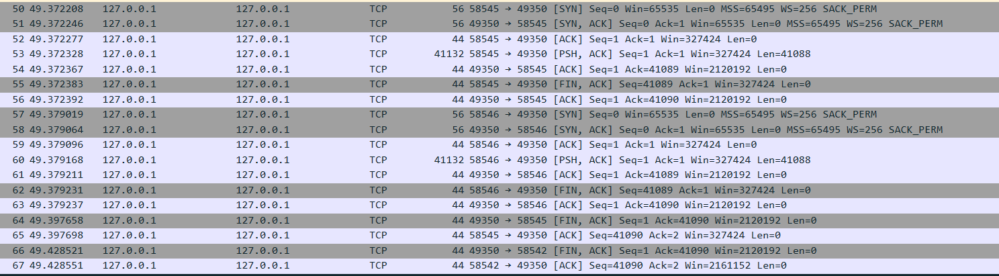 50 49.372208 127.0.0.1 127.0.0.1 TCP 56 58545 → 49350 [SYN] Seq=0 Win=65535 Len=0 MSS=65495 WS=256 SACK_PERM
51 49.372246 127.0.0.1 127.0.0.1 TCP 56 49350 → 58545 [SYN, ACK] Seq=0 Ack=1 Win=65535 Len=0 MSS=65495 WS=256 SACK_PERM
52 49.372277 127.0.0.1 127.0.0.1 TCP 44 58545 → 49350 [ACK] Seq=1 Ack=1 Win=327424 Len=0
53 49.372328 127.0.0.1 127.0.0.1 TCP 41132 58545 → 49350 [PSH, ACK] Seq=1 Ack=1 Win=327424 Len=41088
54 49.372367 127.0.0.1 127.0.0.1 TCP 44 49350 → 58545 [ACK] Seq=1 Ack=41089 Win=2120192 Len=0
55 49.372383 127.0.0.1 127.0.0.1 TCP 44 58545 → 49350 [FIN, ACK] Seq=41089 Ack=1 Win=327424 Len=0
56 49.372392 127.0.0.1 127.0.0.1 TCP 44 49350 → 58545 [ACK] Seq=1 Ack=41090 Win=2120192 Len=0
57 49.379019 127.0.0.1 127.0.0.1 TCP 56 58546 → 49350 [SYN] Seq=0 Win=65535 Len=0 MSS=65495 WS=256 SACK_PERM
58 49.379064 127.0.0.1 127.0.0.1 TCP 56 49350 → 58546 [SYN, ACK] Seq=0 Ack=1 Win=65535 Len=0 MSS=65495 WS=256 SACK_PERM
59 49.379096 127.0.0.1 127.0.0.1 TCP 44 58546 → 49350 [ACK] Seq=1 Ack=1 Win=327424 Len=0
60 49.379168 127.0.0.1 127.0.0.1 TCP 41132 58546 → 49350 [PSH, ACK] Seq=1 Ack=1 Win=327424 Len=41088
61 49.379211 127.0.0.1 127.0.0.1 TCP 44 49350 → 58546 [ACK] Seq=1 Ack=41089 Win=2120192 Len=0
62 49.379231 127.0.0.1 127.0.0.1 TCP 44 58546 → 49350 [FIN, ACK] Seq=41089 Ack=1 Win=327424 Len=0
63 49.379237 127.0.0.1 127.0.0.1 TCP 44 49350 → 58546 [ACK] Seq=1 Ack=41090 Win=2120192 Len=0
64 49.397658 127.0.0.1 127.0.0.1 TCP 44 49350 → 58545 [FIN, ACK] Seq=1 Ack=41090 Win=2120192 Len=0
65 49.397698 127.0.0.1 127.0.0.1 TCP 44 58545 → 49350 [ACK] Seq=41090 Ack=2 Win=327424 Len=0
66 49.428521 127.0.0.1 127.0.0.1 TCP 44 49350 → 58542 [FIN, ACK] Seq=1 Ack=41090 Win=2120192 Len=0
67 49.428551 127.0.0.1 127.0.0.1 TCP 44 58542 → 49350 [ACK] Seq=41090 Ack=2 Win=2161152 Len=0